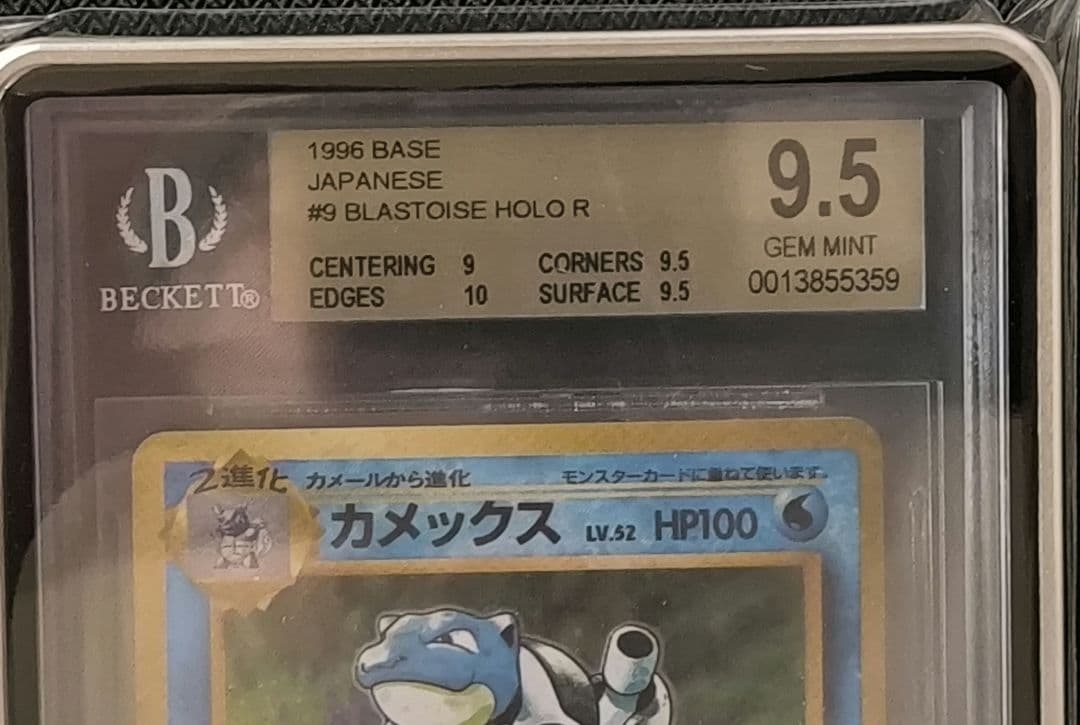 B
BECKETT®
1996 BASE
JAPANESE
#9 BLASTOISE HOLO R
CENTERING 9 CORNERS 9.5
EDGES 10 SURFACE 9.5
9.5
GEM MINT
0013855359
2進化 カメールから進化 モンスターカードに重ねて使います。
カメックス LV.52 HP100